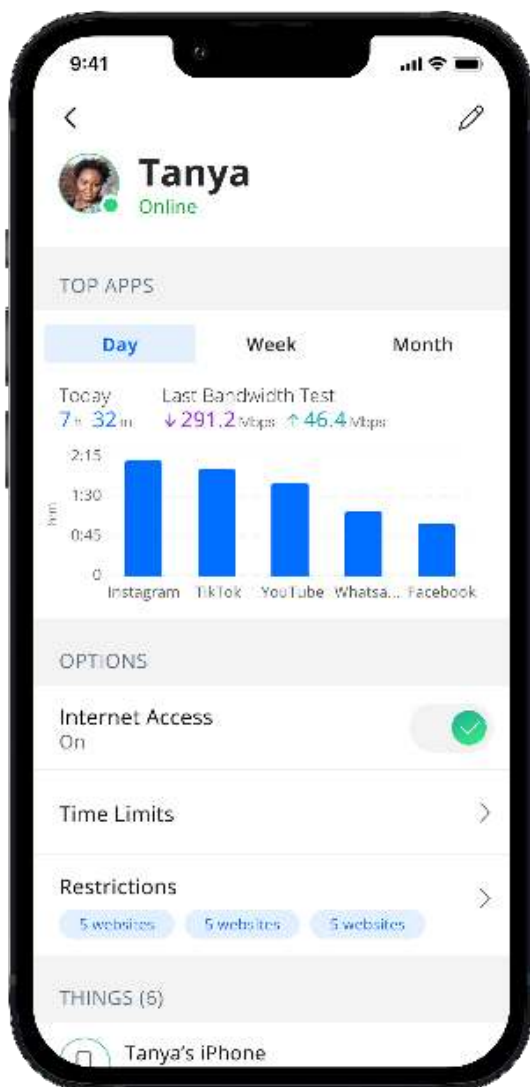 9:41
Tanya
Online
TOP APPS
Day Week Month
Today Last Bandwidth Test
7h 32m ↓291.2 Mbps ↑46.4 Mbps
2:15
1:30
0:45
0
Instagram TikTok YouTube Whatsa... Facebook
OPTIONS
Internet Access
On
Time Limits
Restrictions
5 websites 5 websites 5 websites
THINGS (6)
Tanya's iPhone